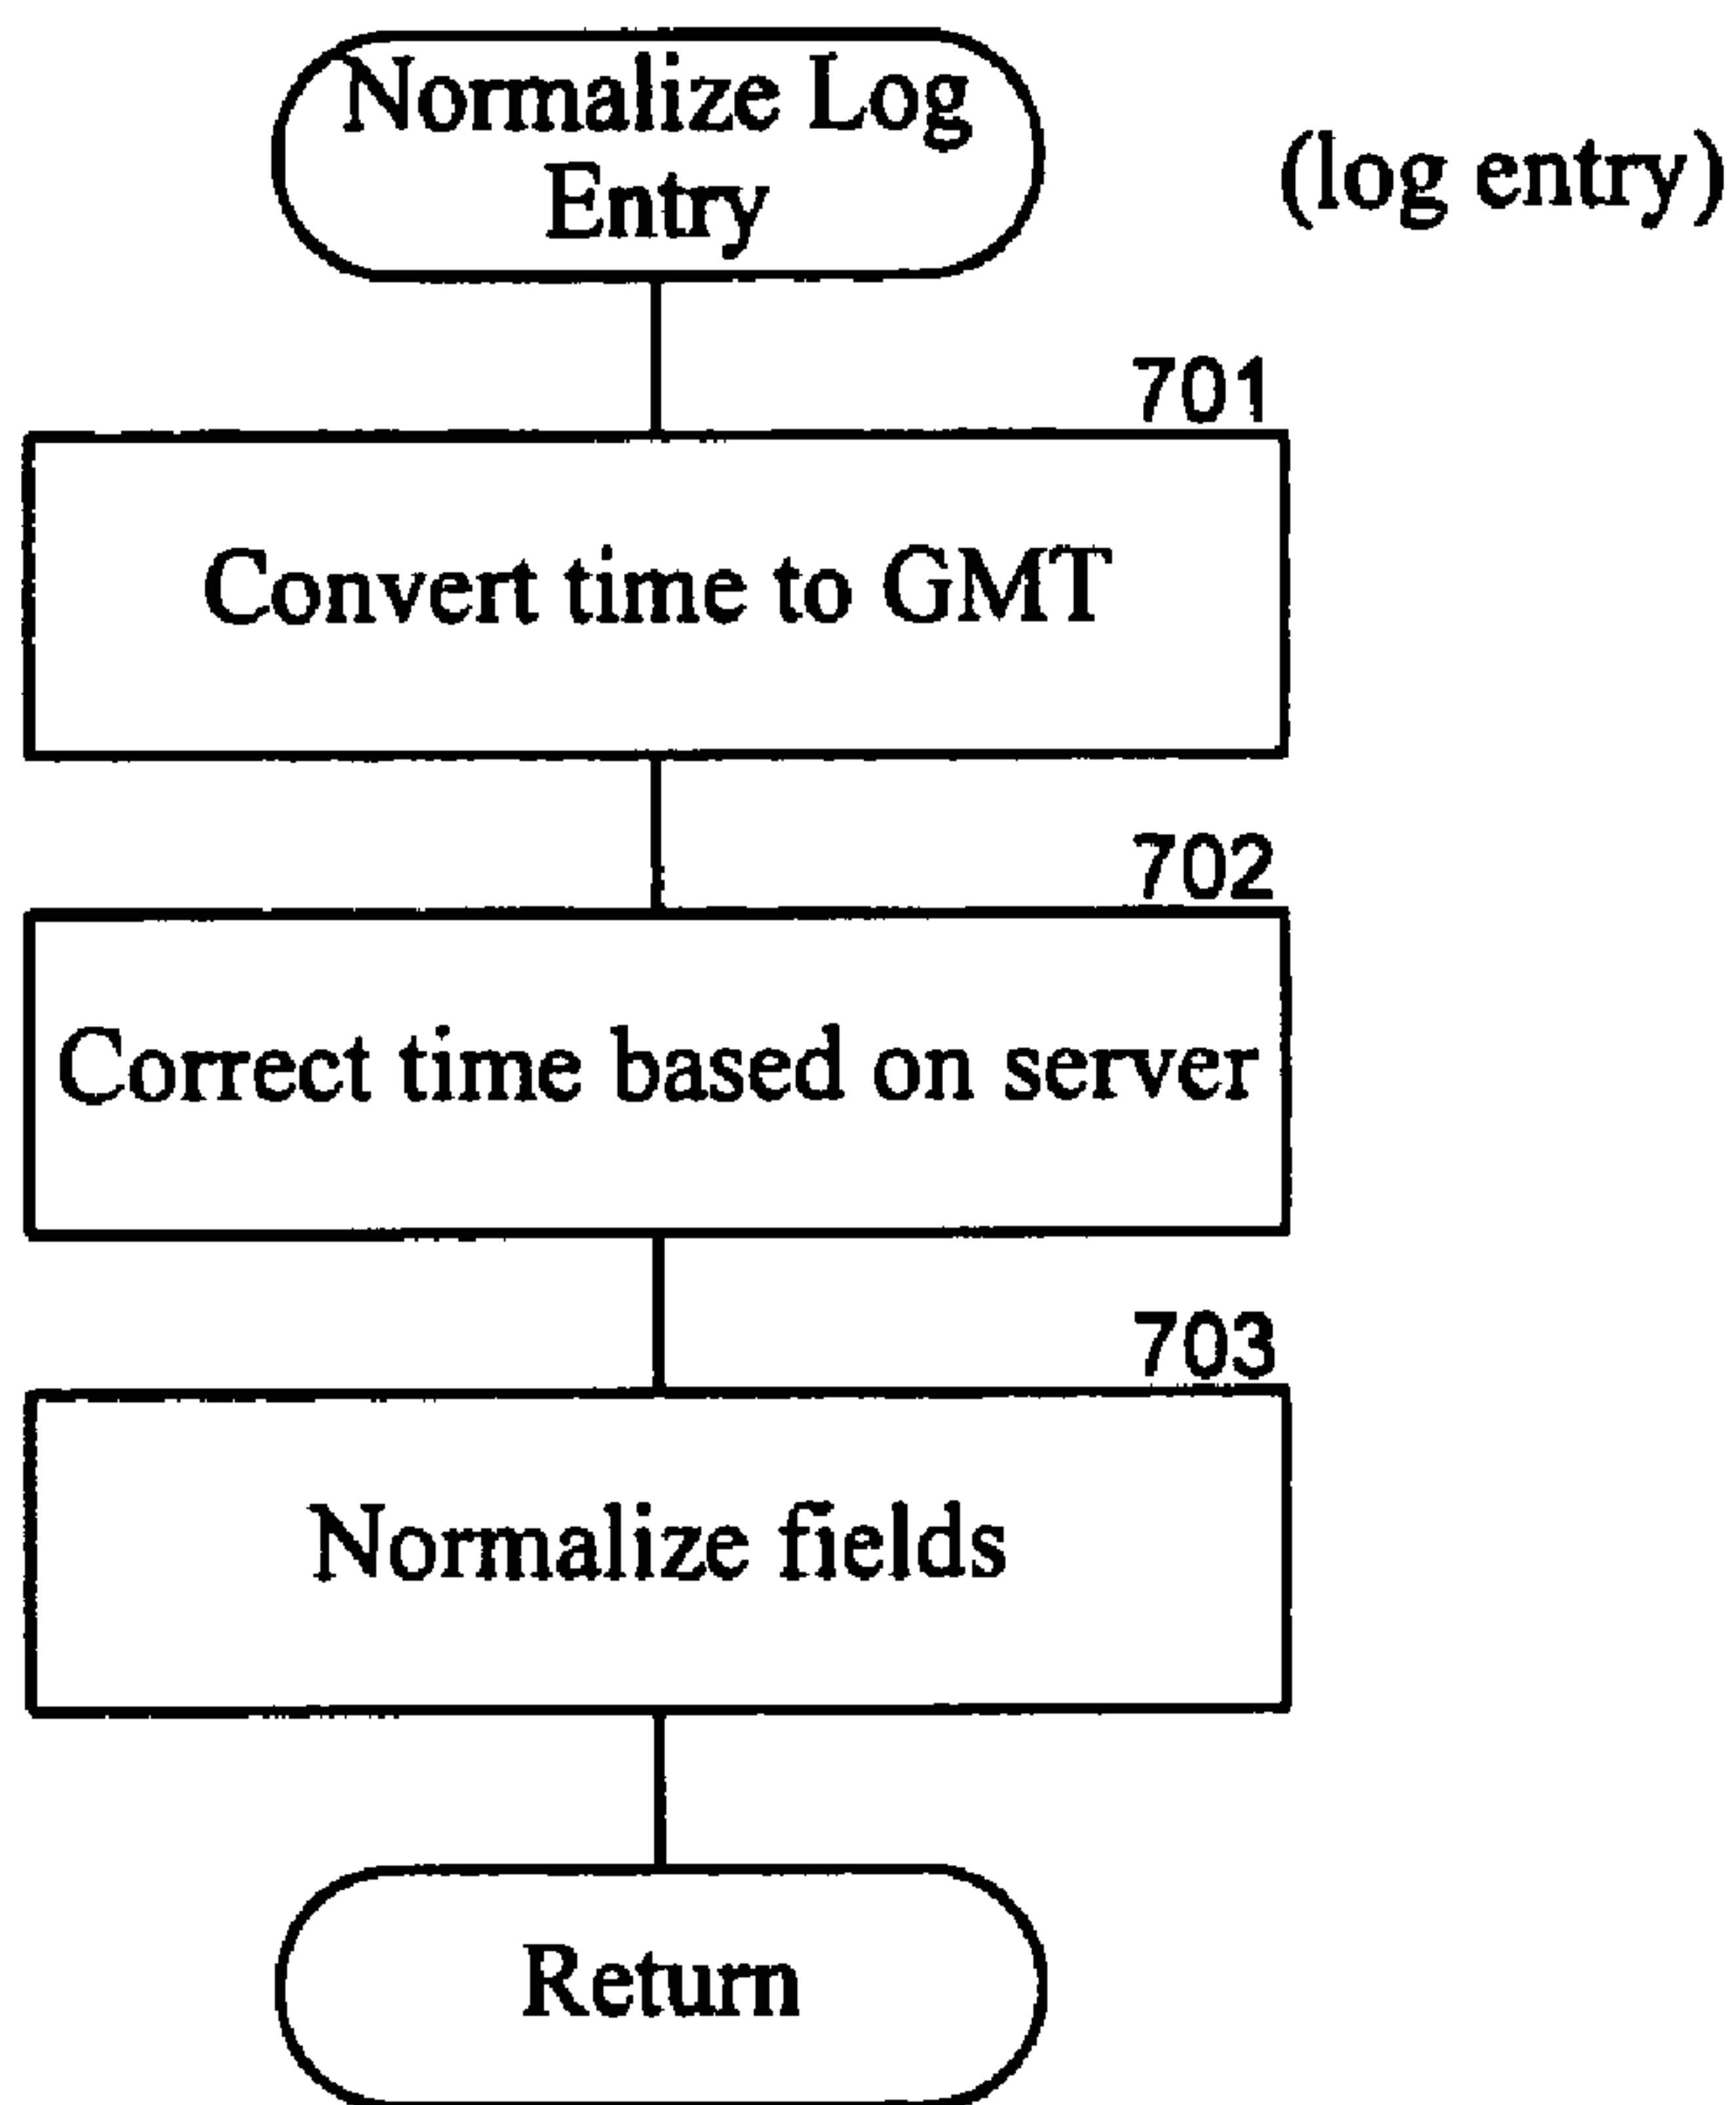 Normalize Log
Entry
(log entry)
701
Convert time to GMT
702
Correct time based on server
703
Normalize fields
Return